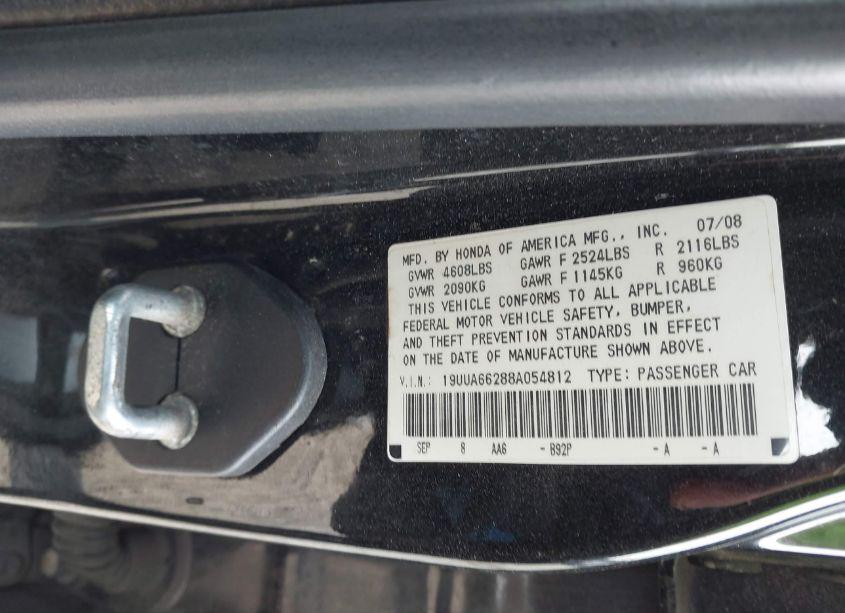 MFD. BY HONDA OF AMERICA MFG., INC. 07/08
GVWR 4608LBS GAWR F 2524LBS R 2116LBS
GVWR 2090KG GAWR F 1145KG R 960KG
THIS VEHICLE CONFORMS TO ALL APPLICABLE
FEDERAL MOTOR VEHICLE SAFETY, BUMPER,
AND THEFT PREVENTION STANDARDS IN EFFECT
ON THE DATE OF MANUFACTURE SHOWN ABOVE.
V.I.N.: 19UUA66288A054812 TYPE: PASSENGER CAR
SEP 8 AA6 -B92P -A -A